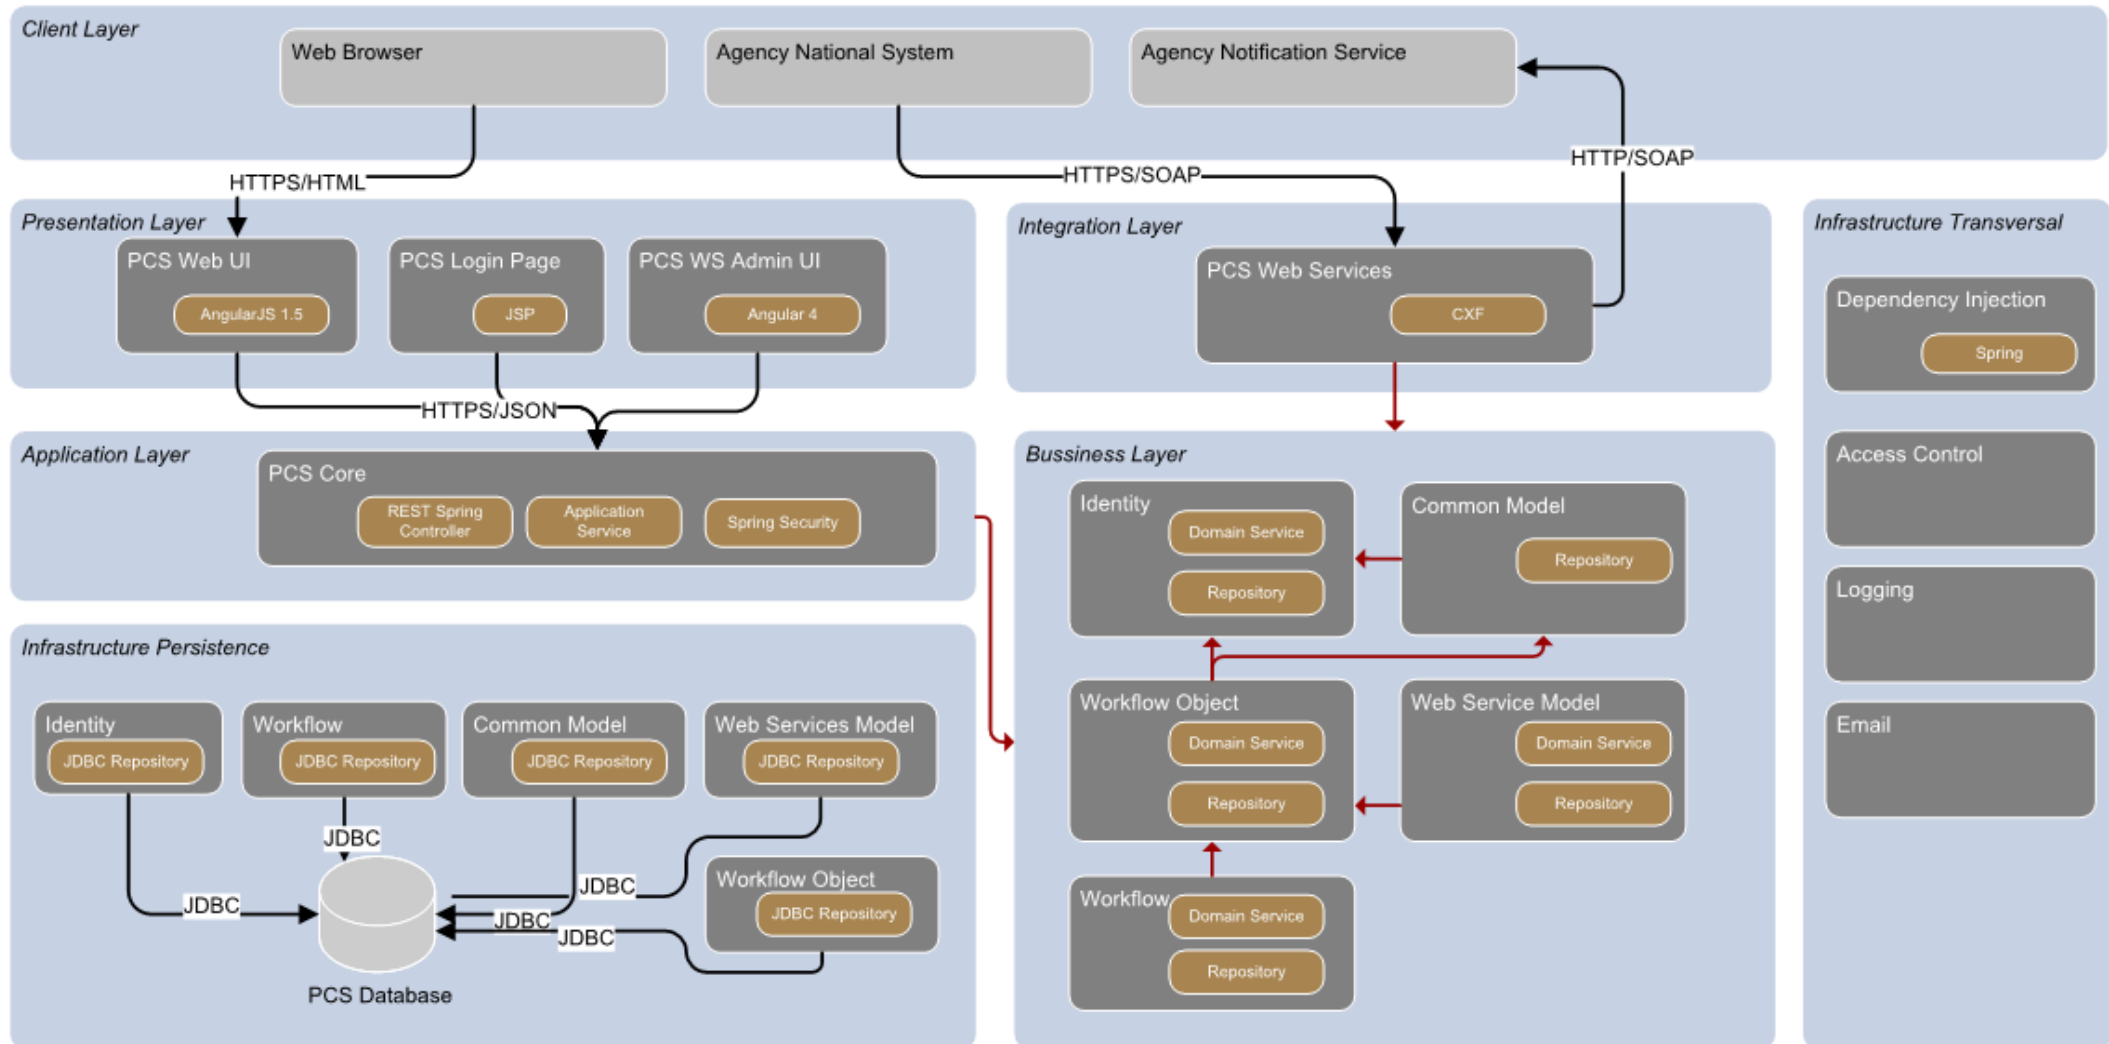 Client Layer
Web Browser
Agency National System
Agency Notification Service
HTTPS/HTML
HTTPS/SOAP
HTTP/SOAP
Presentation Layer
PCS Web UI
AngularJS 1.5
PCS Login Page
JSP
PCS WS Admin UI
Angular 4
HTTPS/JSON
Integration Layer
PCS Web Services
CXF
Infrastructure Transversal
Dependency Injection
Spring
Access Control
Logging
Email
Application Layer
PCS Core
REST Spring
Controller
Application
Service
Spring Security
Bussiness Layer
Identity
Domain Service
Repository
Common Model
Repository
Workflow Object
Domain Service
Repository
Web Service Model
Domain Service
Repository
Workflow
Domain Service
Repository
Infrastructure Persistence
Identity
JDBC Repository
Workflow
JDBC Repository
Common Model
JDBC Repository
Web Services Model
JDBC Repository
Workflow Object
JDBC Repository
JDBC
JDBC
JDBC
JDBC
JDBC
PCS Database